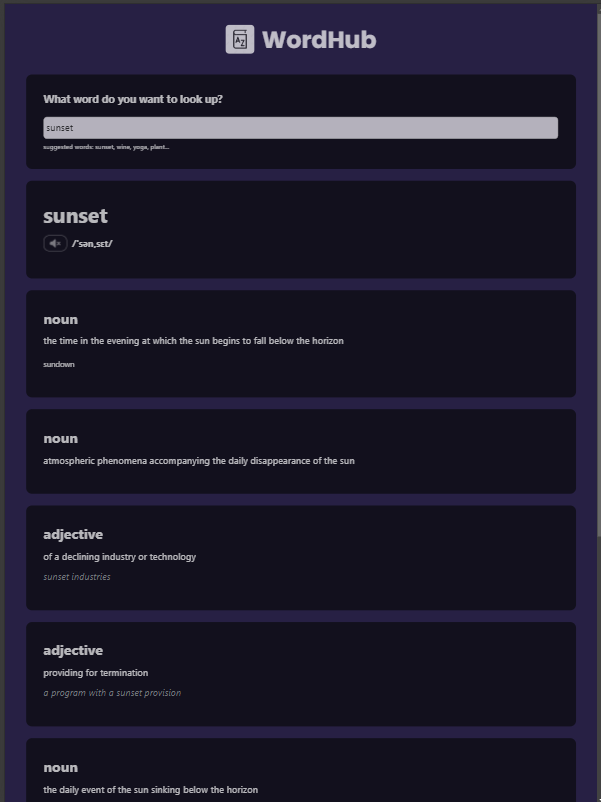 WordHub
What word do you want to look up?
sunset
suggested words: sunset, wine, yoga, plant...
sunset
/ˈsənˌsɛt/
noun
the time in the evening at which the sun begins to fall below the horizon
sundown
noun
atmospheric phenomena accompanying the daily disappearance of the sun
adjective
of a declining industry or technology
sunset industries
adjective
providing for termination
a program with a sunset provision
noun
the daily event of the sun sinking below the horizon